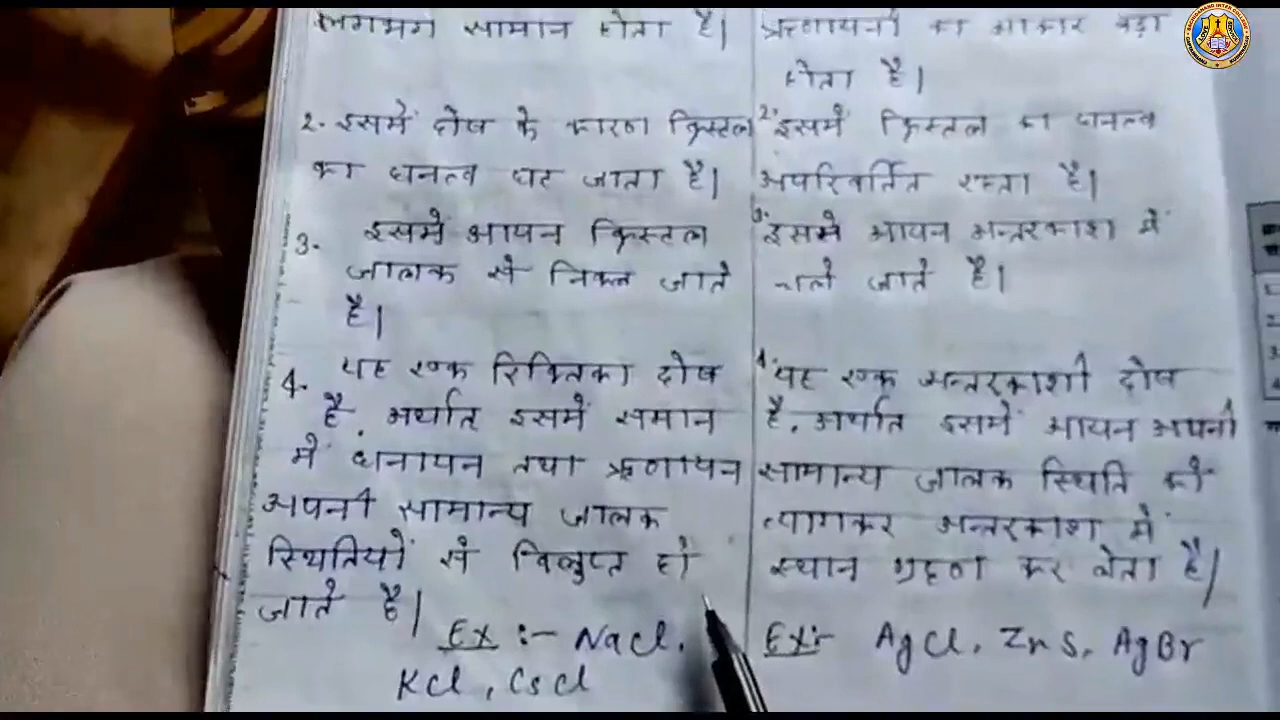 लगभग सामान होता है।
2. इसमें दोष के कारण क्रिस्टल
का घनत्व घट जाता है।
3. इसमें आयन क्रिस्टल
जालक से निकल जाते
है।
4. यह एक रिक्तिका दोष
है. अर्थात इसमें समान
में धनायन तथा ऋणायन
अपनी सामान्य जालक
स्थितियों से विलुप्त हो
जाते है।
Ex :- NaCl,
KCl, CsCl
ऋणायनों का आकार बड़ा
होता है।
2. इसमें क्रिस्टल का घनत्व
अपरिवर्तित रहता है।
3. इसमें आयन अन्तरकाश में
चले जाते है।
4. यह एक अन्तरकाशी दोष
है. अर्थात इसमें आयन अपनी
सामान्य जालक स्थिति को
त्यागकर अन्तरकाश में
स्थान ग्रहण कर लेता है।
Ex:- AgCl, ZnS, AgBr